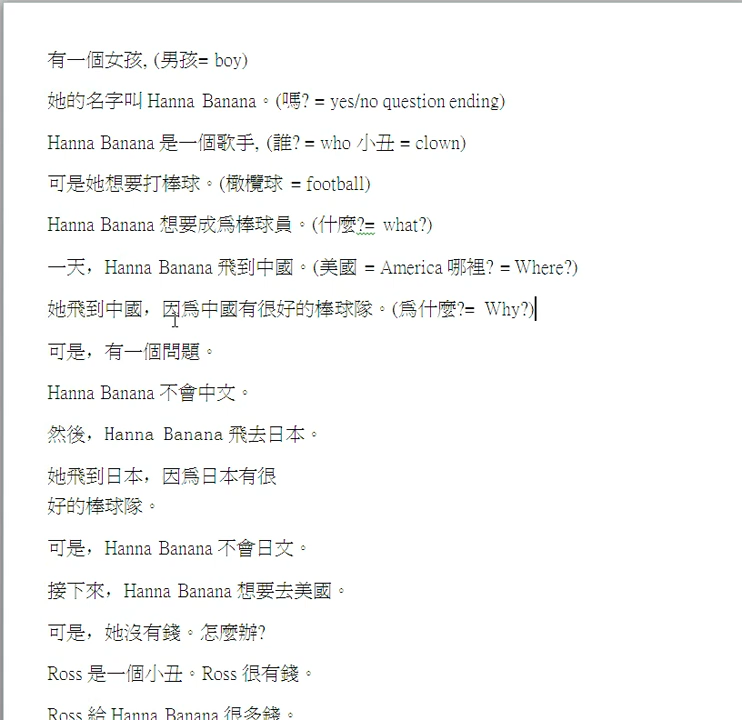 有一個女孩, (男孩= boy)
她的名字叫 Hanna Banana。(嗎? = yes/no question ending)
Hanna Banana 是一個歌手, (誰? = who 小丑 = clown)
可是她想要打棒球。(橄欖球 = football)
Hanna Banana 想要成爲棒球員。(什麼?= what?)
一天，Hanna Banana 飛到中國。(美國 = America 哪裡? = Where?)
她飛到中國，因爲中國有很好的棒球隊。(爲什麼?= Why?)
可是，有一個問題。
Hanna Banana 不會中文。
然後，Hanna Banana 飛去日本。
她飛到日本，因爲日本有很
好的棒球隊。
可是，Hanna Banana 不會日文。
接下來，Hanna Banana 想要去美國。
可是，她沒有錢。怎麼辦?
Ross 是一個小丑。Ross 很有錢。
Ross 給 Hanna Banana 很多錢。